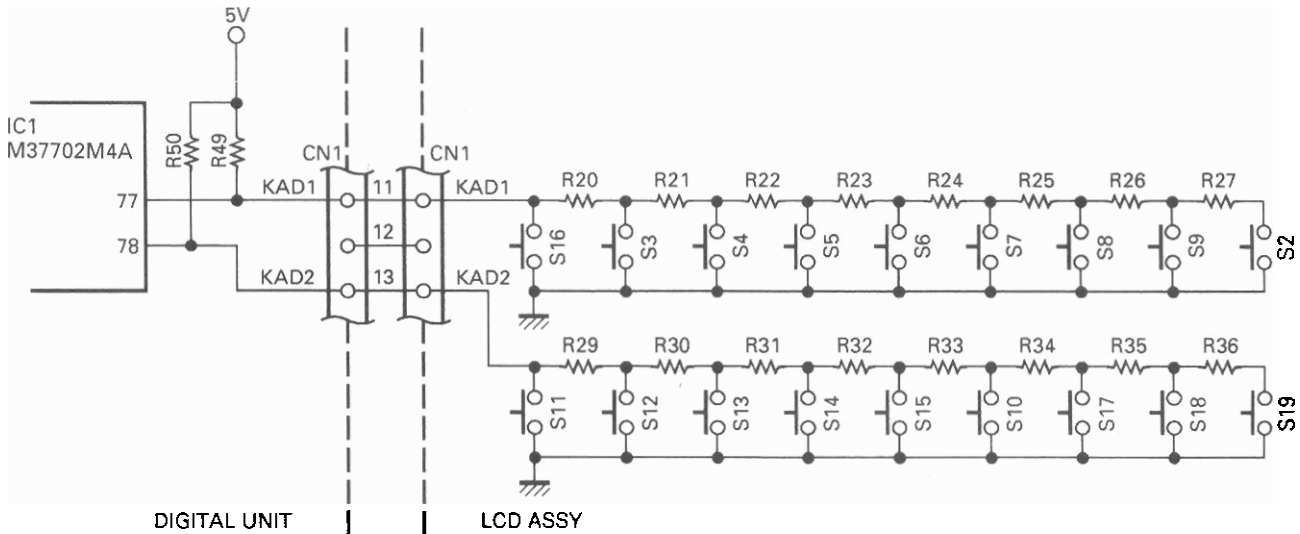 5V
IC1
M37702M4A
R50
R49
CN1
CN1
77
KAD1
11
KAD1
R20
R21
R22
R23
R24
R25
R26
R27
78
12
S16
S3
S4
S5
S6
S7
S8
S9
S2
KAD2
13
KAD2
R29
R30
R31
R32
R33
R34
R35
R36
S11
S12
S13
S14
S15
S10
S17
S18
S19
DIGITAL UNIT
LCD ASSY